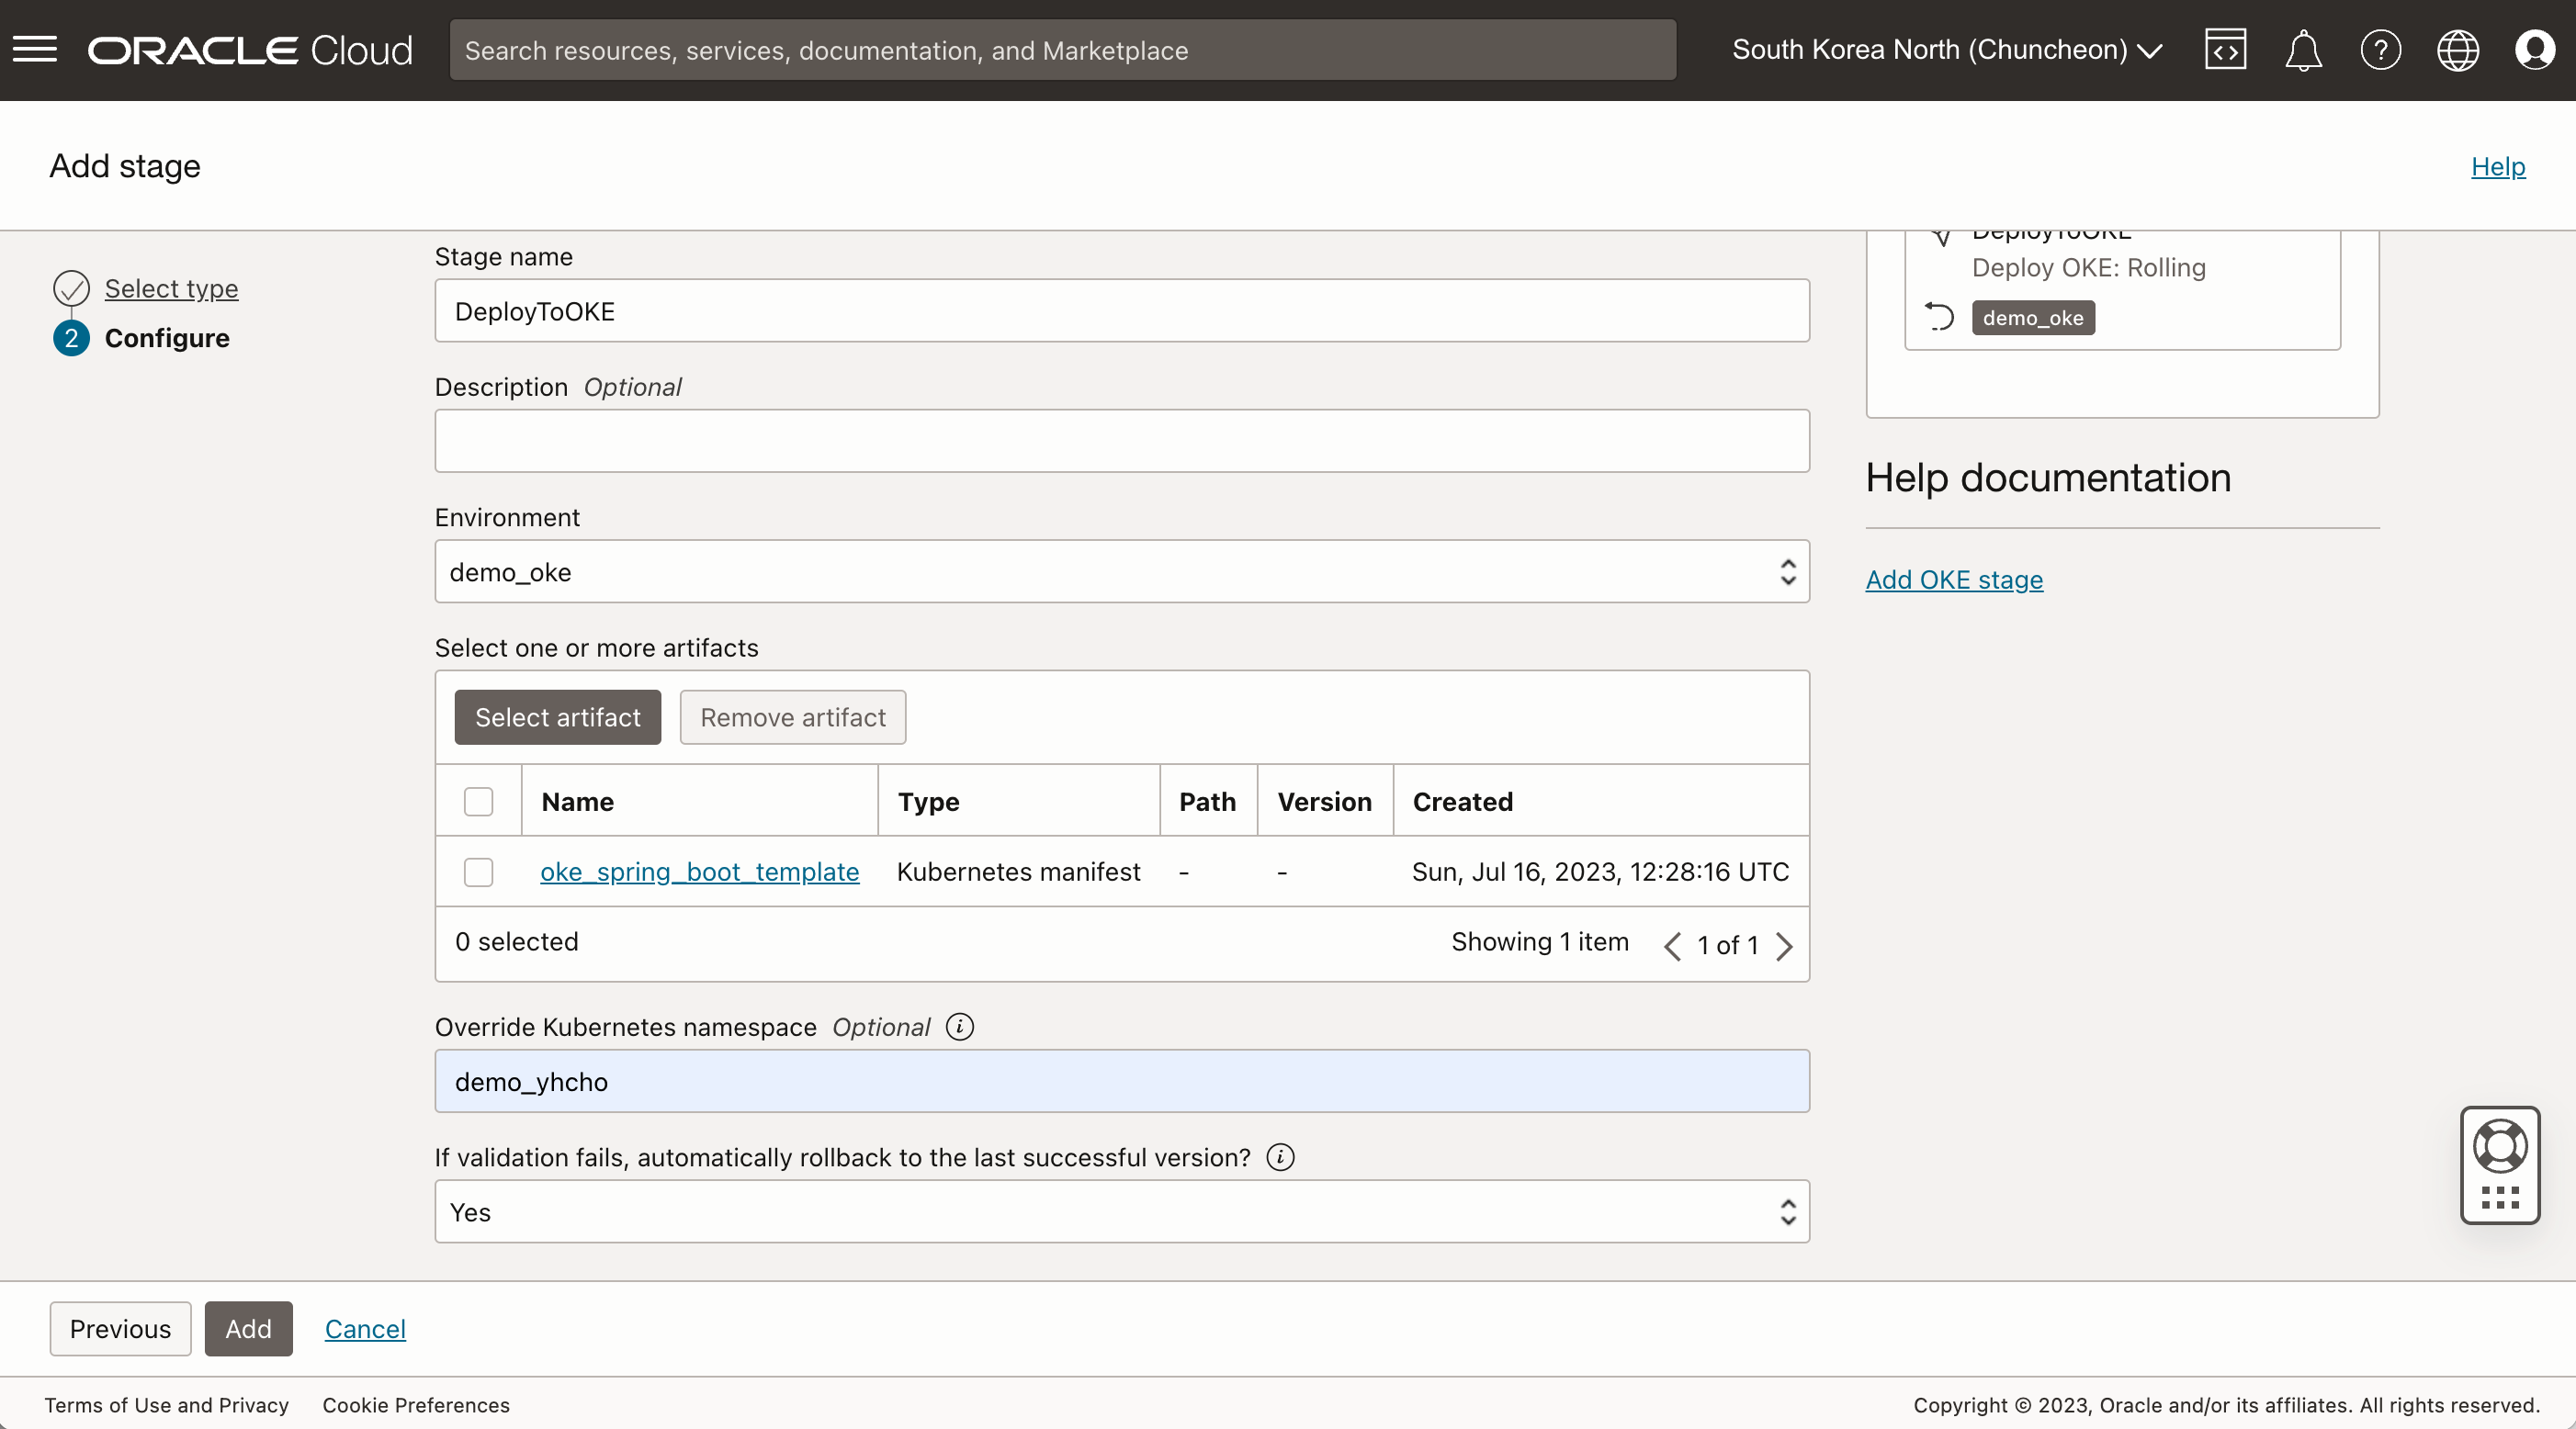 ORACLE Cloud
Search resources, services, documentation, and Marketplace
South Korea North (Chuncheon)
Add stage
Help
Select type
2 Configure
Stage name
DeployToOKE
Description Optional
Environment
demo_oke
Select one or more artifacts
Select artifact Remove artifact
Name Type Path Version Created
oke_spring_boot_template Kubernetes manifest - - Sun, Jul 16, 2023, 12:28:16 UTC
0 selected Showing 1 item 1 of 1
Override Kubernetes namespace Optional
demo_yhcho
If validation fails, automatically rollback to the last successful version?
Yes
DeployToOKE
Deploy OKE: Rolling
demo_oke
Help documentation
Add OKE stage
Previous Add Cancel
Terms of Use and Privacy Cookie Preferences
Copyright © 2023, Oracle and/or its affiliates. All rights reserved.